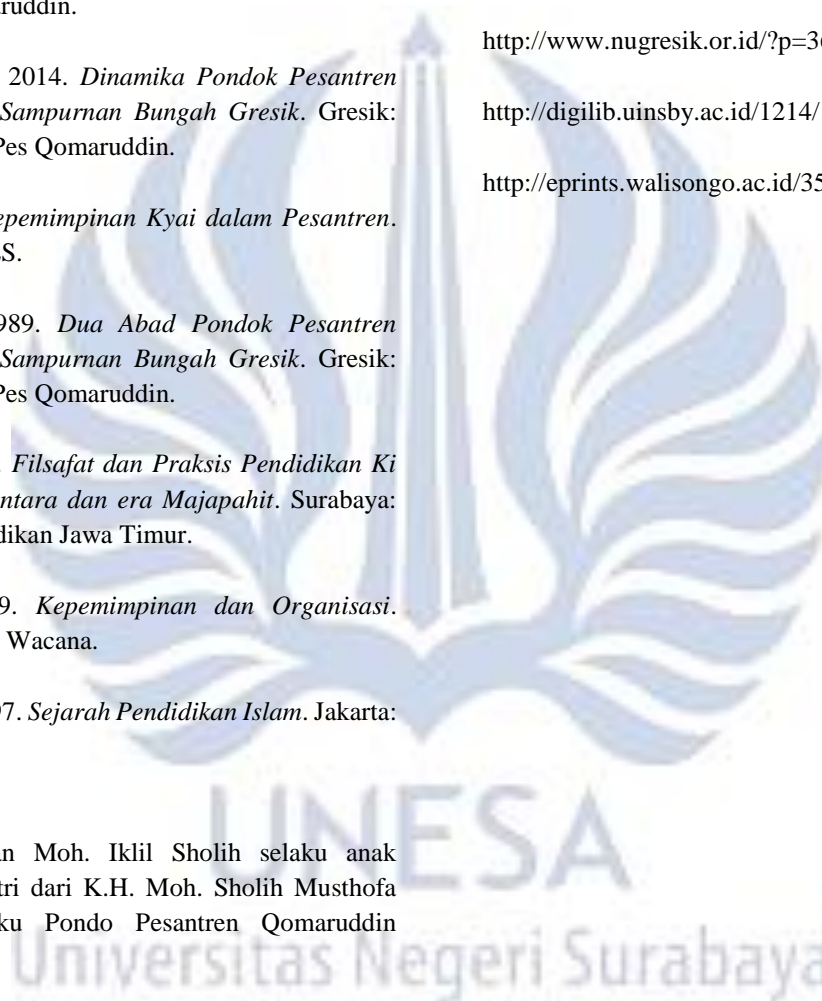 ruddin.
2014. Dinamika Pondok Pesantren
Sampurnan Bungah Gresik. Gresik:
Pes Qomaruddin.
epemimpinan Kyai dalam Pesantren.
S.
989. Dua Abad Pondok Pesantren
Sampurnan Bungah Gresik. Gresik:
Pes Qomaruddin.
. Filsafat dan Praksis Pendidikan Ki
ntara dan era Majapahit. Surabaya:
dikan Jawa Timur.
9. Kepemimpinan dan Organisasi.
Wacana.
07. Sejarah Pendidikan Islam. Jakarta:
an Moh. Iklil Sholih selaku anak
tri dari K.H. Moh. Sholih Musthofa
ku Pondo Pesantren Qomaruddin
http://www.nugresik.or.id/?p=36
http://digilib.uinsby.ac.id/1214/
http://eprints.walisongo.ac.id/35
UNESA
Universitas Negeri Surabaya